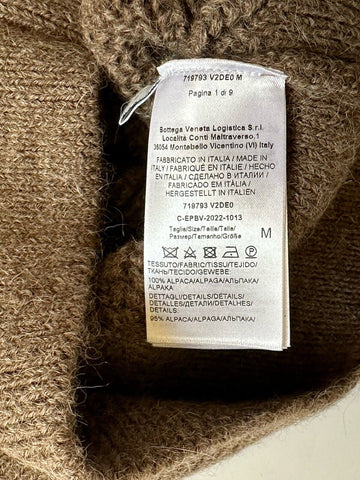 719793 V2DE0 M
Pagina 1 di 9
Bottega Veneta Logistica S.r.l.
Località Contì Maltraverso,1
36054 Montebello Vicentino (VI) Italy
FABBRICATO IN ITALIA / MADE IN
ITALY / FABRIQUÉ EN ITALIE / HECHO
EN ITALIA / СДЕЛАНО В ИТАЛИИ /
FABRICADO EM ITÁLIA /
HERGESTELLT IN ITALIEN
719793 V2DE0
C-EPBV-2022-1013
Taglia/Size/Taille/Talla/
Размер/Tamanho/Größe
M
TESSUTO/FABRIC/TISSU/TEJIDO/
ТКАНЬ/TECIDO/GEWEBE:
100% ALPACA/ALPAGA/АЛЬПАКА/
ALPAKA
DETTAGLI/DETAILS/DÉTAILS/
DETALLES/ДЕТАЛИ/DETALHES/
DETAILS:
95% ALPACA/ALPAGA/АЛЬПАКА/